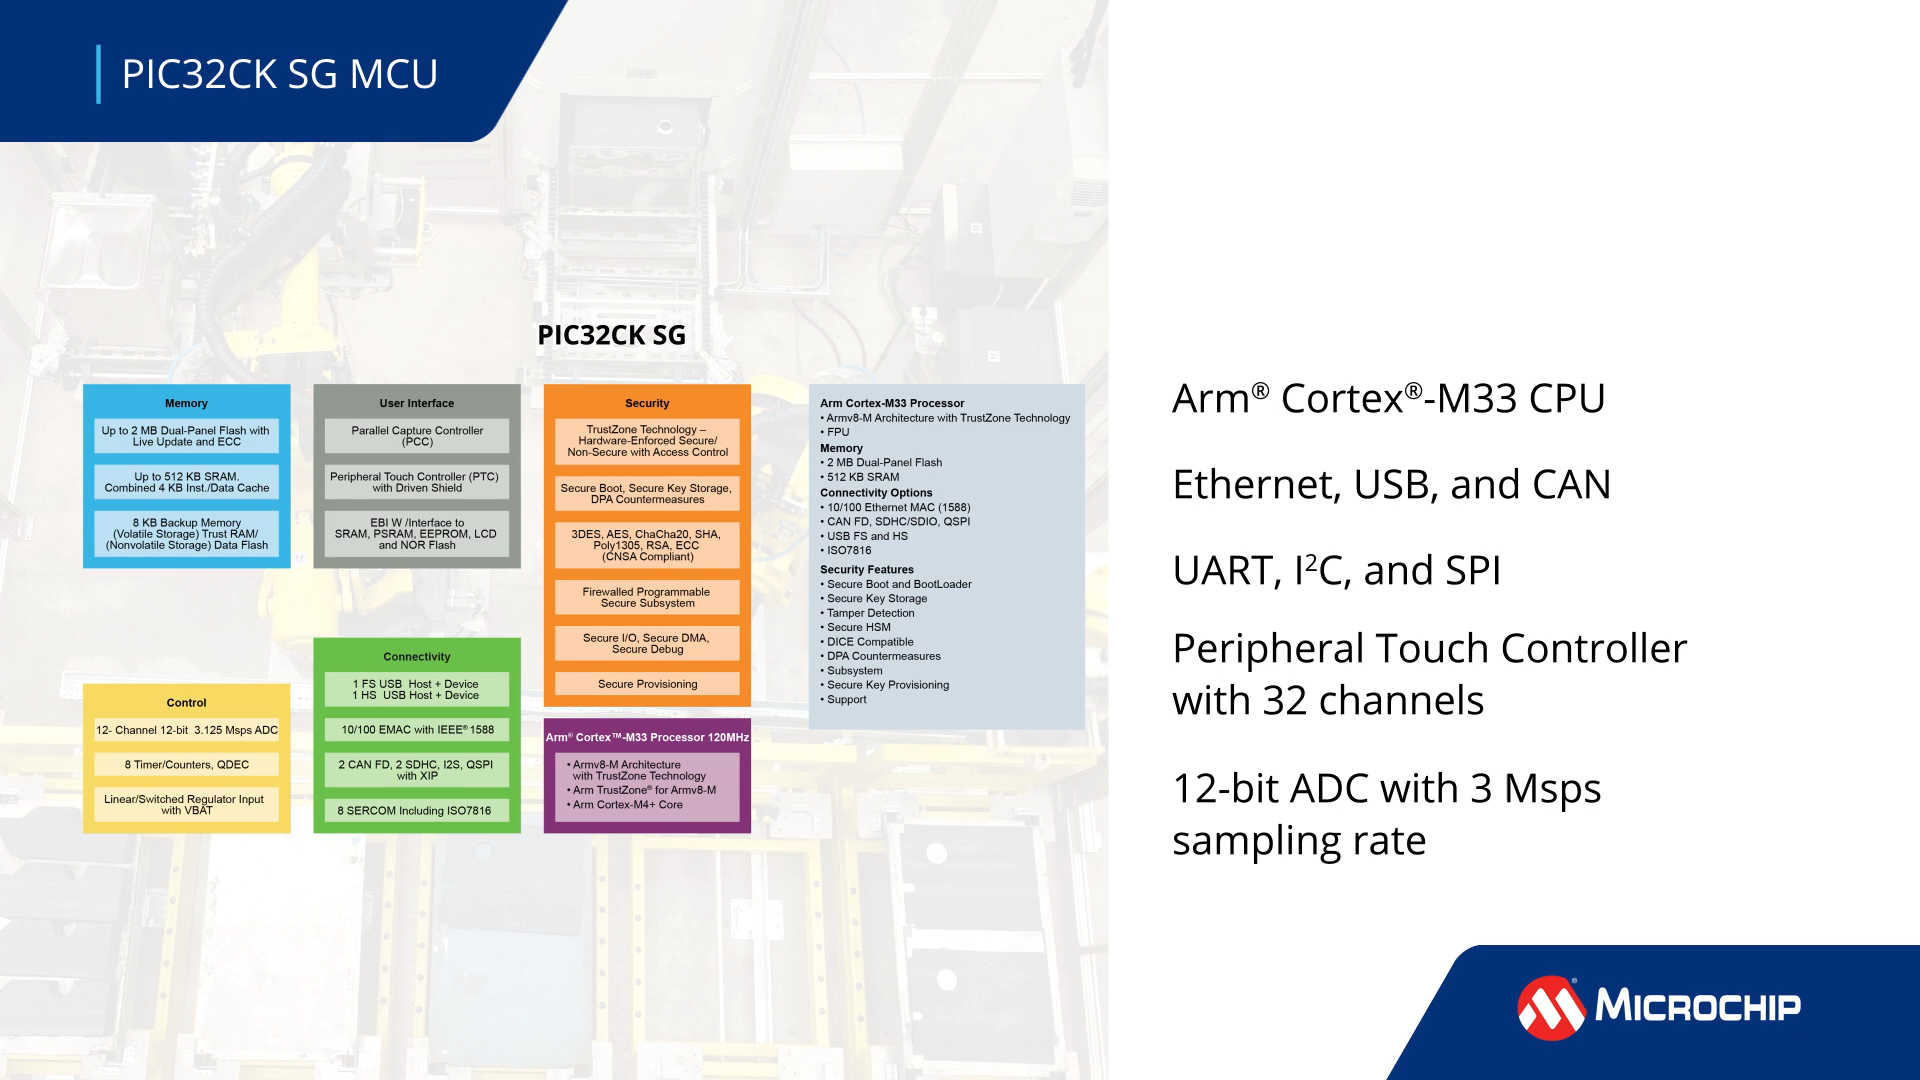 PIC32CK SG MCU
PIC32CK SG
Memory
Up to 2 MB Dual-Panel Flash with
Live Update and ECC
Up to 512 KB SRAM.
Combined 4 KB Inst./Data Cache
8 KB Backup Memory
(Volatile Storage) Trust RAM/
(Nonvolatile Storage) Data Flash
User Interface
Parallel Capture Controller
(PCC)
Peripheral Touch Controller (PTC)
with Driven Shield
EBI W /Interface to
SRAM, PSRAM, EEPROM, LCD
and NOR Flash
Security
TrustZone Technology –
Hardware-Enforced Secure/
Non-Secure with Access Control
Secure Boot, Secure Key Storage,
DPA Countermeasures
3DES, AES, ChaCha20, SHA,
Poly1305, RSA, ECC
(CNSA Compliant)
Firewalled Programmable
Secure Subsystem
Secure I/O, Secure DMA,
Secure Debug
Secure Provisioning
Control
12- Channel 12-bit 3.125 Msps ADC
8 Timer/Counters, QDEC
Linear/Switched Regulator Input
with VBAT
Connectivity
1 FS USB Host + Device
1 HS USB Host + Device
10/100 EMAC with IEEE® 1588
2 CAN FD, 2 SDHC, I2S, QSPI
with XIP
8 SERCOM Including ISO7816
Arm® Cortex™-M33 Processor 120MHz
• Armv8-M Architecture
with TrustZone Technology
• Arm TrustZone® for Armv8-M
• Arm Cortex-M4+ Core
Arm Cortex-M33 Processor
• Armv8-M Architecture with TrustZone Technology
• FPU
Memory
• 2 MB Dual-Panel Flash
• 512 KB SRAM
Connectivity Options
• 10/100 Ethernet MAC (1588)
• CAN FD, SDHC/SDIO, QSPI
• USB FS and HS
• ISO7816
Security Features
• Secure Boot and BootLoader
• Secure Key Storage
• Tamper Detection
• Secure HSM
• DICE Compatible
• DPA Countermeasures
• Subsystem
• Secure Key Provisioning
• Support
Arm® Cortex®-M33 CPU
Ethernet, USB, and CAN
UART, I²C, and SPI
Peripheral Touch Controller
with 32 channels
12-bit ADC with 3 Msps
sampling rate
MICROCHIP